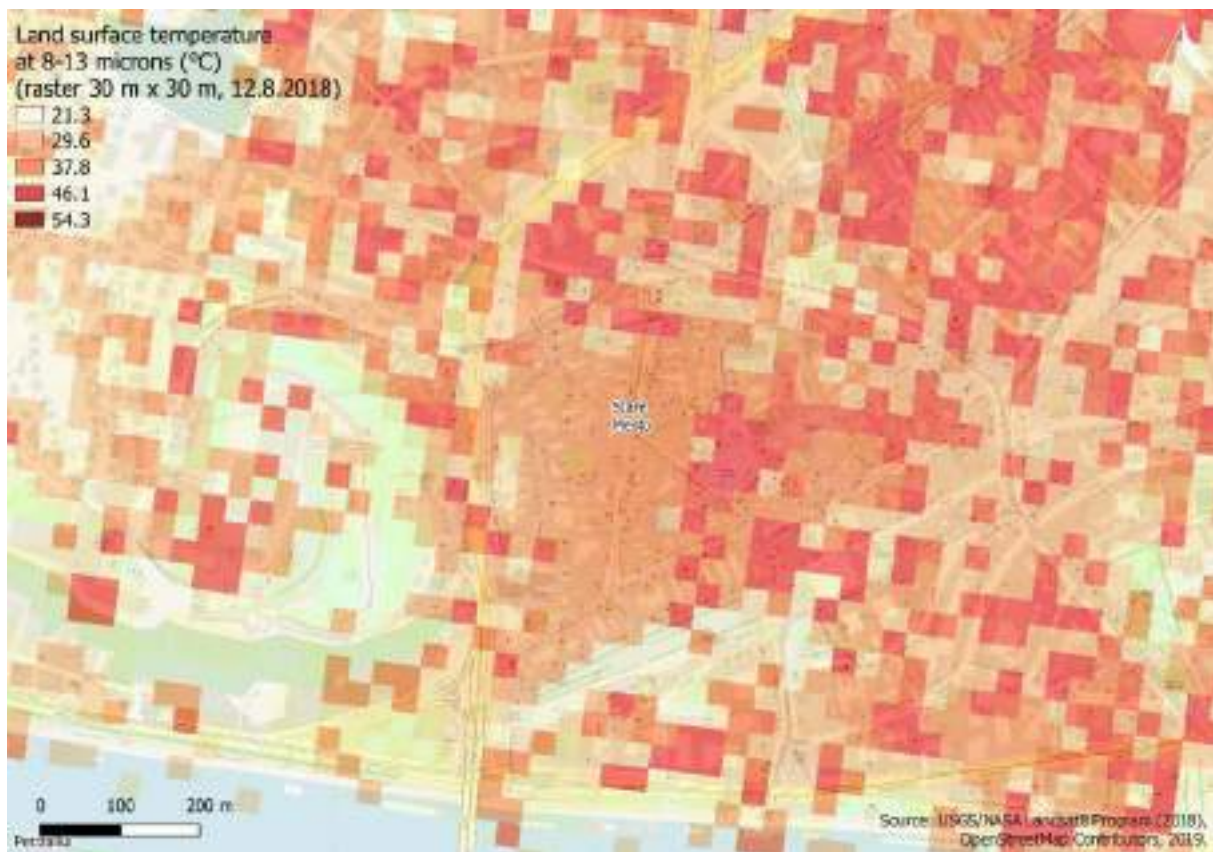 Land surface temperature
at 8-13 microns (°C)
(raster 30 m x 30 m, 12.8.2018)
21.3
29.6
37.8
46.1
54.3
Staré
Mesto
0 100 200 m
Petržalka
Source: USGS/NASA Landsat8 Program (2018),
OpenStreetMap Contributors, 2019.